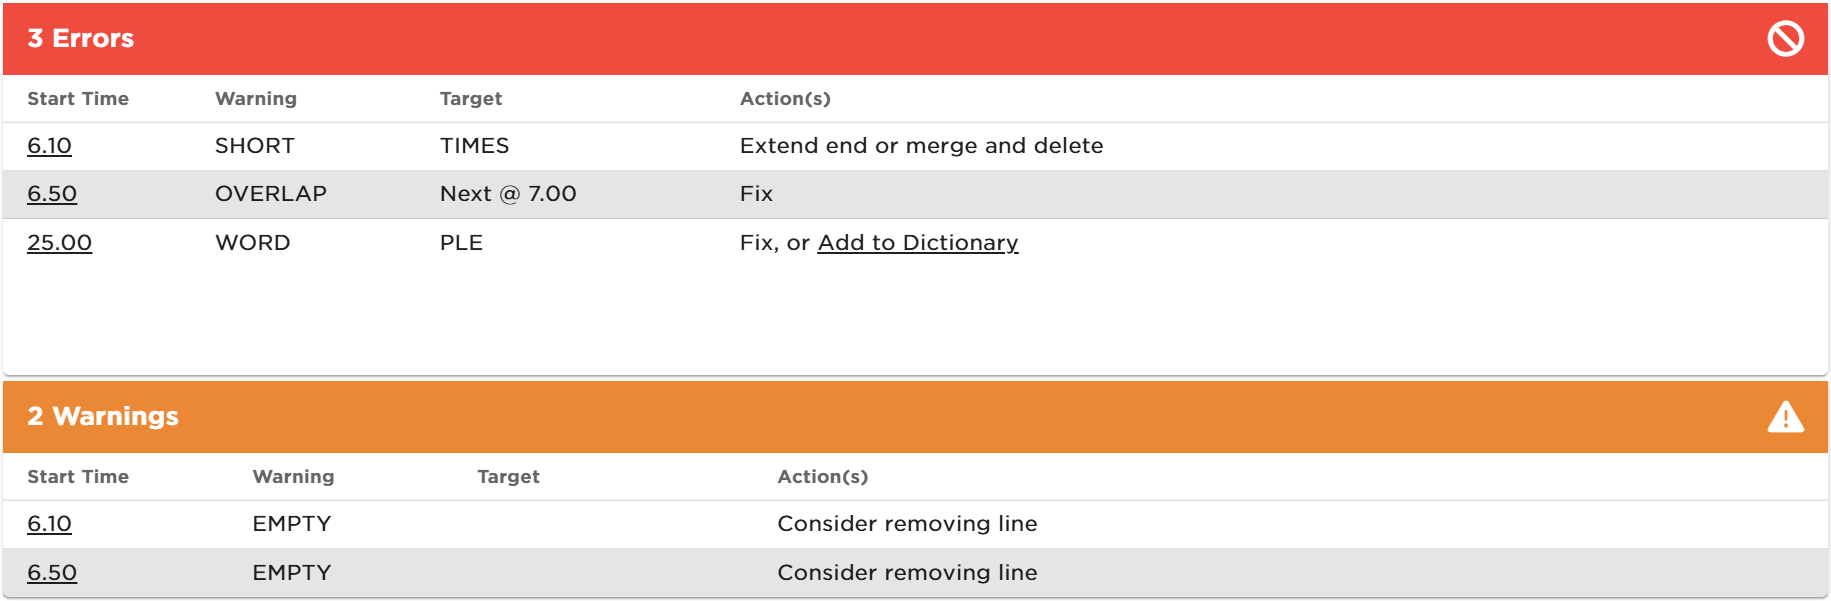 3 Errors
Start Time Warning Target Action(s)
6.10 SHORT TIMES Extend end or merge and delete
6.50 OVERLAP Next @ 7.00 Fix
25.00 WORD PLE Fix, or Add to Dictionary
2 Warnings
Start Time Warning Target Action(s)
6.10 EMPTY Consider removing line
6.50 EMPTY Consider removing line